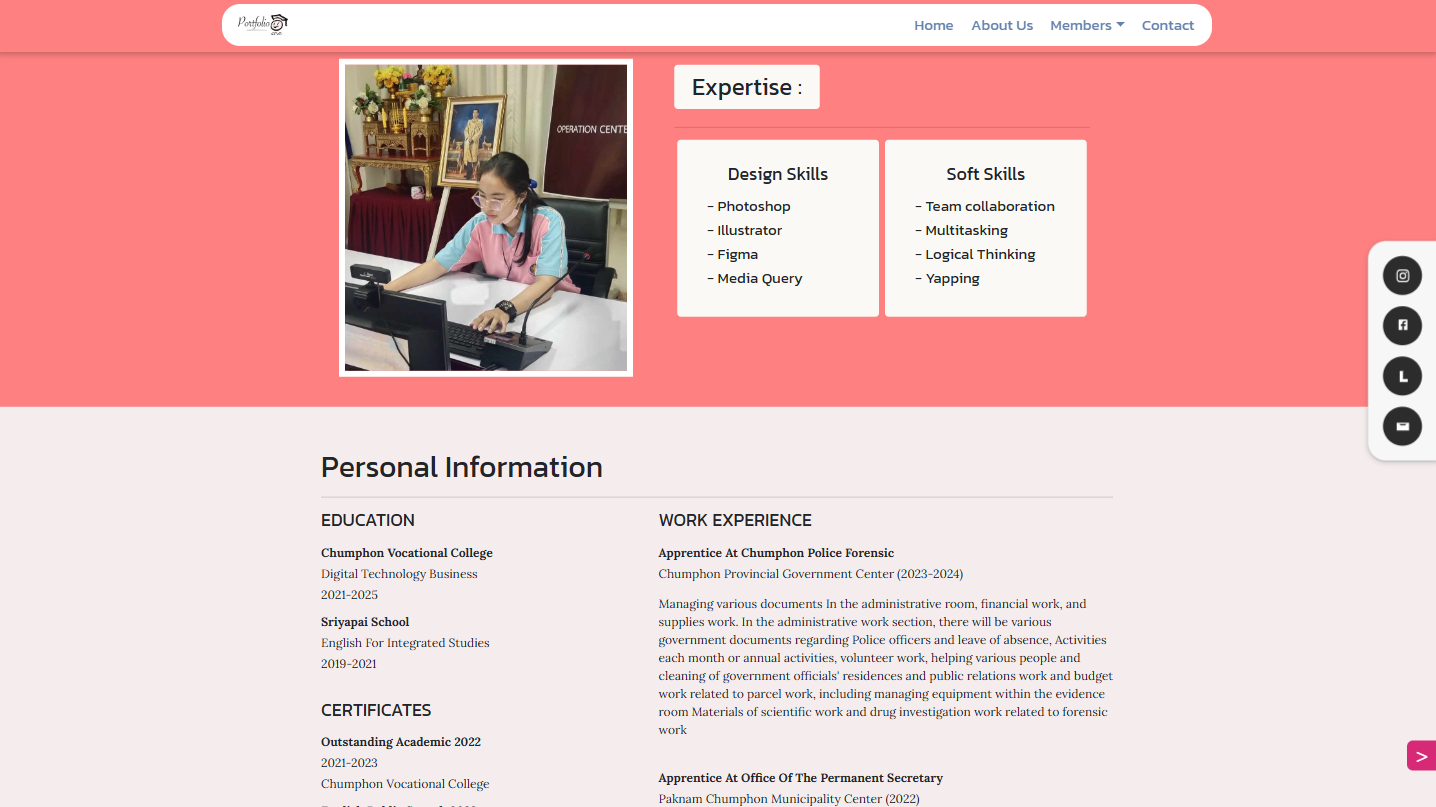 Portfolio
Home About Us Members Contact
OPERATION CENTE
Expertise :
Design Skills
- Photoshop
- Illustrator
- Figma
- Media Query
Soft Skills
- Team collaboration
- Multitasking
- Logical Thinking
- Yapping
L
Personal Information
EDUCATION
Chumphon Vocational College
Digital Technology Business
2021-2025
Sriyapai School
English For Integrated Studies
2019-2021
CERTIFICATES
Outstanding Academic 2022
2021-2023
Chumphon Vocational College
WORK EXPERIENCE
Apprentice At Chumphon Police Forensic
Chumphon Provincial Government Center (2023-2024)
Managing various documents In the administrative room, financial work, and
supplies work. In the administrative work section, there will be various
government documents regarding Police officers and leave of absence, Activities
each month or annual activities, volunteer work, helping various people and
cleaning of government officials' residences and public relations work and budget
work related to parcel work, including managing equipment within the evidence
room Materials of scientific work and drug investigation work related to forensic
work
Apprentice At Office Of The Permanent Secretary
Paknam Chumphon Municipality Center (2022)
>